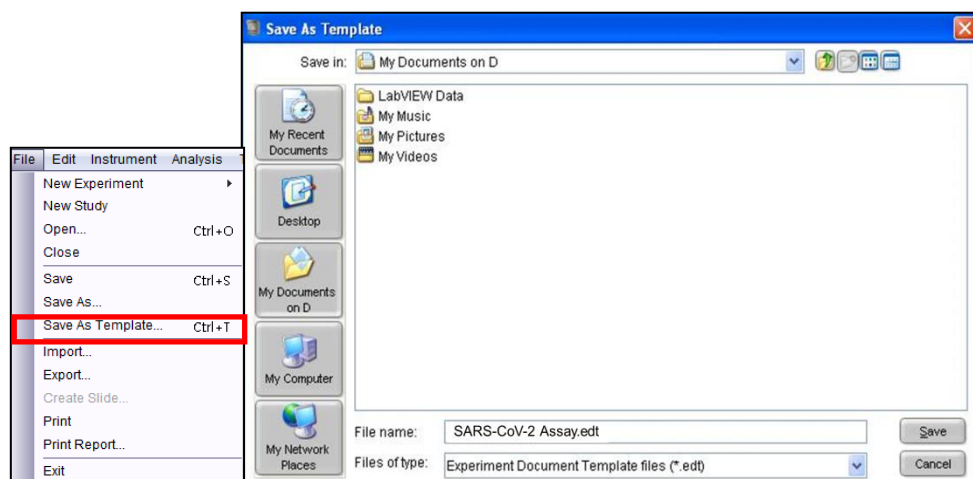 File Edit Instrument Analysis
New Experiment
New Study
Open... Ctrl+O
Close
Save Ctrl+S
Save As...
Save As Template... Ctrl+T
Import...
Export...
Create Slide...
Print
Print Report...
Exit
Save As Template
Save in: My Documents on D
My Recent
Documents
Desktop
My Documents
on D
My Computer
My Network
Places
LabVIEW Data
My Music
My Pictures
My Videos
File name: SARS-CoV-2 Assay.edt Save
Files of type: Experiment Document Template files (*.edt) Cancel